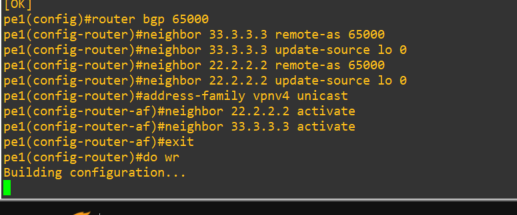 [OK]
pe1(config)#router bgp 65000
pe1(config-router)#neighbor 33.3.3.3 remote-as 65000
pe1(config-router)#neighbor 33.3.3.3 update-source lo 0
pe1(config-router)#neighbor 22.2.2.2 remote-as 65000
pe1(config-router)#neighbor 22.2.2.2 update-source lo 0
pe1(config-router)#address-family vpnv4 unicast
pe1(config-router-af)#neighbor 22.2.2.2 activate
pe1(config-router-af)#neighbor 33.3.3.3 activate
pe1(config-router-af)#exit
pe1(config-router)#do wr
Building configuration...